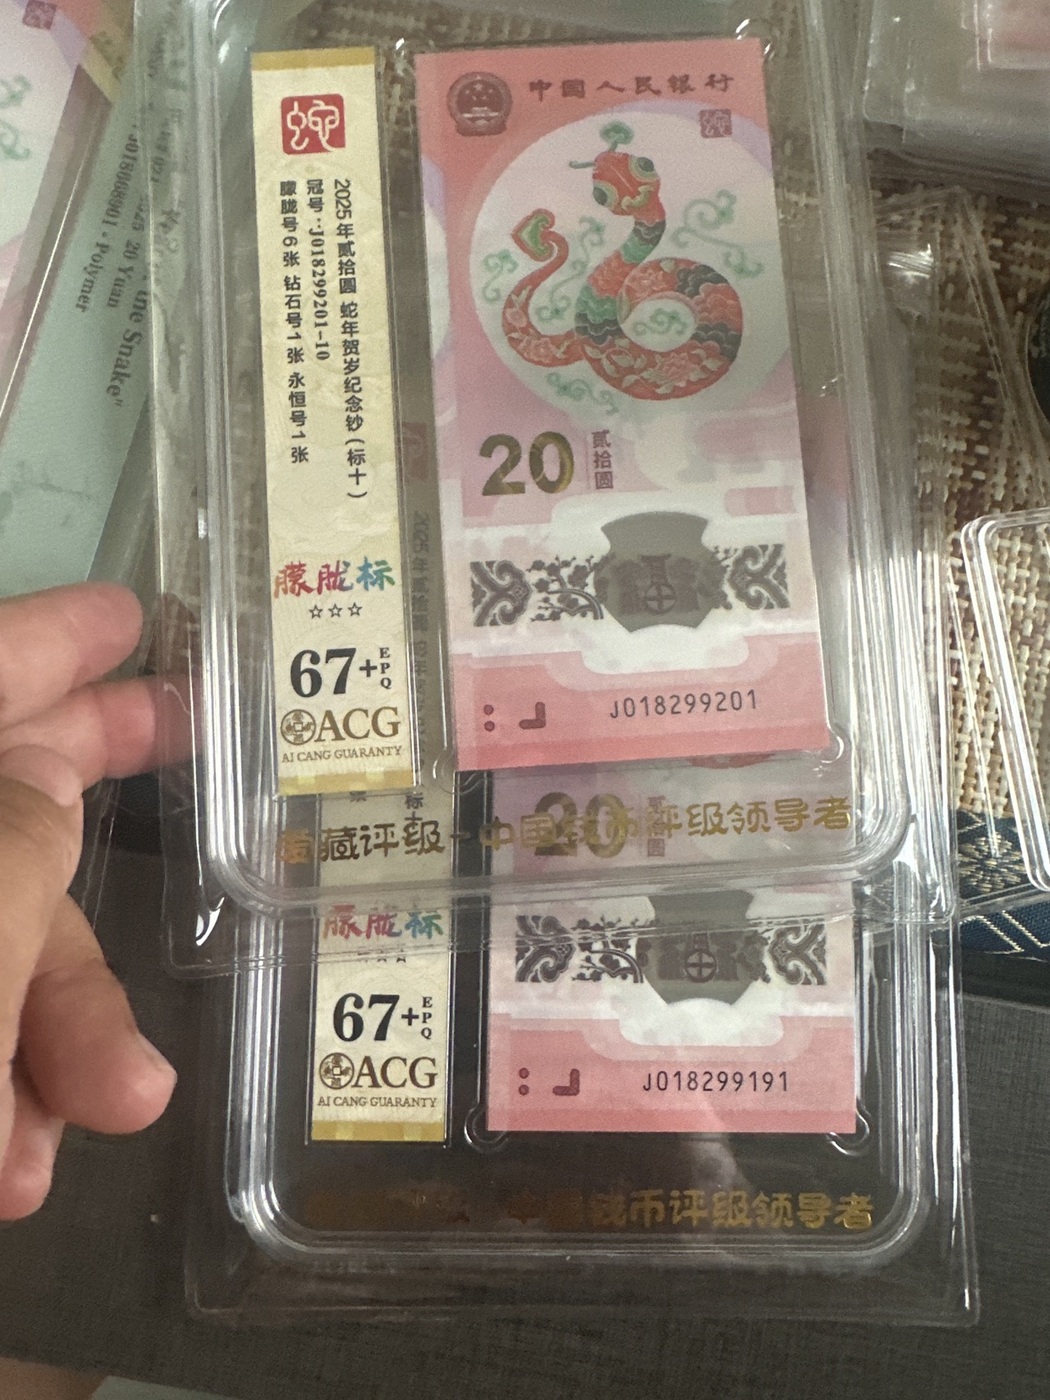 蛇
2025年贰拾圆 蛇年贺岁纪念钞(标十)
冠号:J018299201-10
朦胧号6张 钻石号1张 永恒号1张
朦胧标
☆☆☆
67+EPQ
ACG
AI CANG GUARANTY
中国人民银行
20
贰拾圆
J018299201
藏评级-中国钱币评级领导者
20
朦胧标
67+EPQ
ACG
AI CANG GUARANTY
J018299191
钱币评级领导者
20 Yuan
the Snake"
Polymer